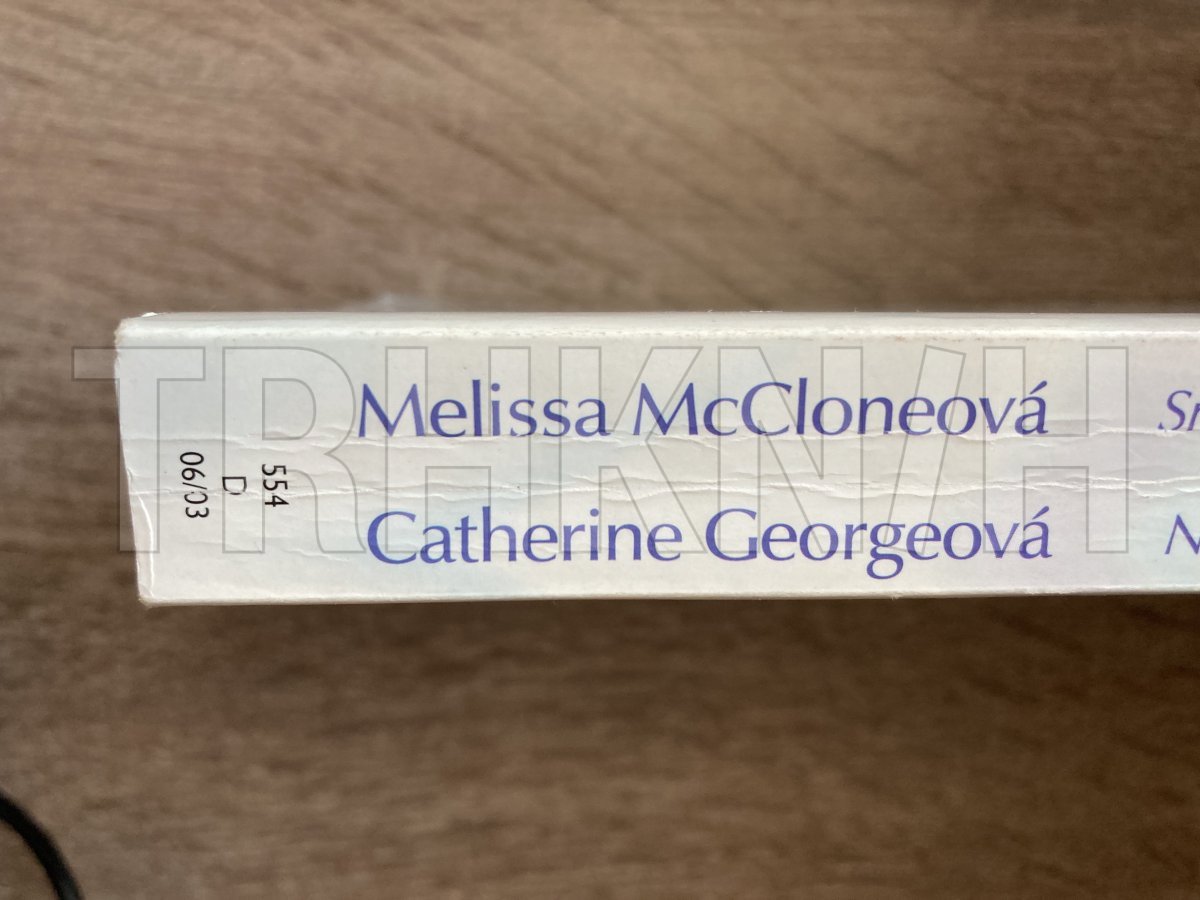 TRHKNIH
Melissa McCloneová
Catherine Georgeová
554
D
06/03